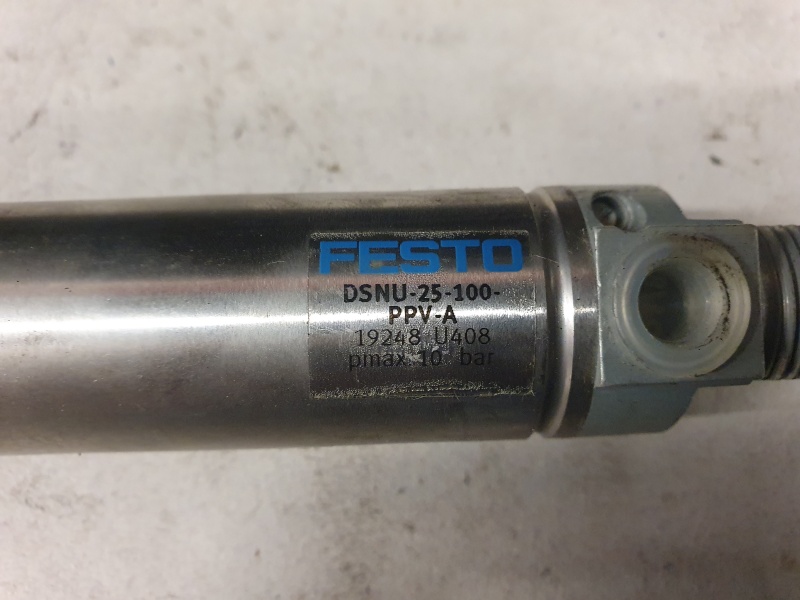 FESTO
DSNU-25-100-
PPV-A
19248 U408
pmax 10 bar